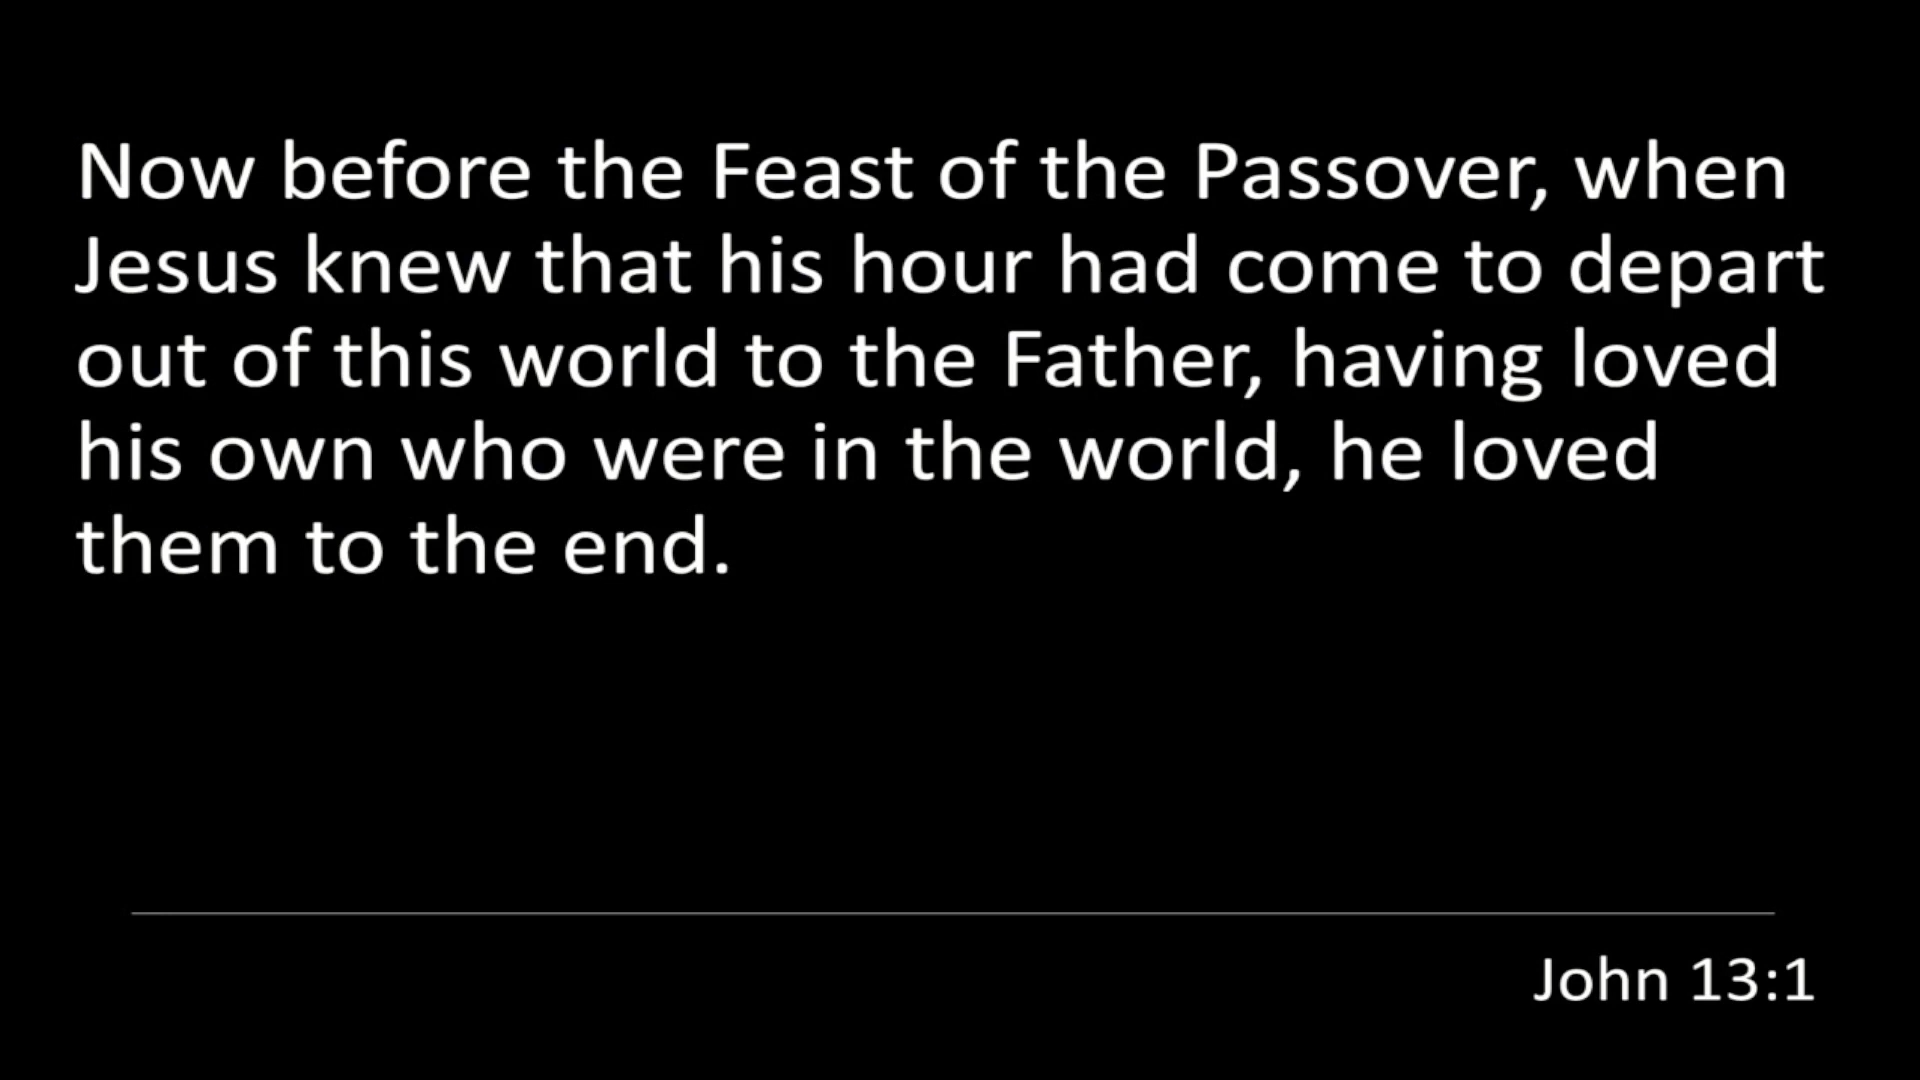 Now before the Feast of the Passover, when
Jesus knew that his hour had come to depart
out of this world to the Father, having loved
his own who were in the world, he loved
them to the end.
John 13:1